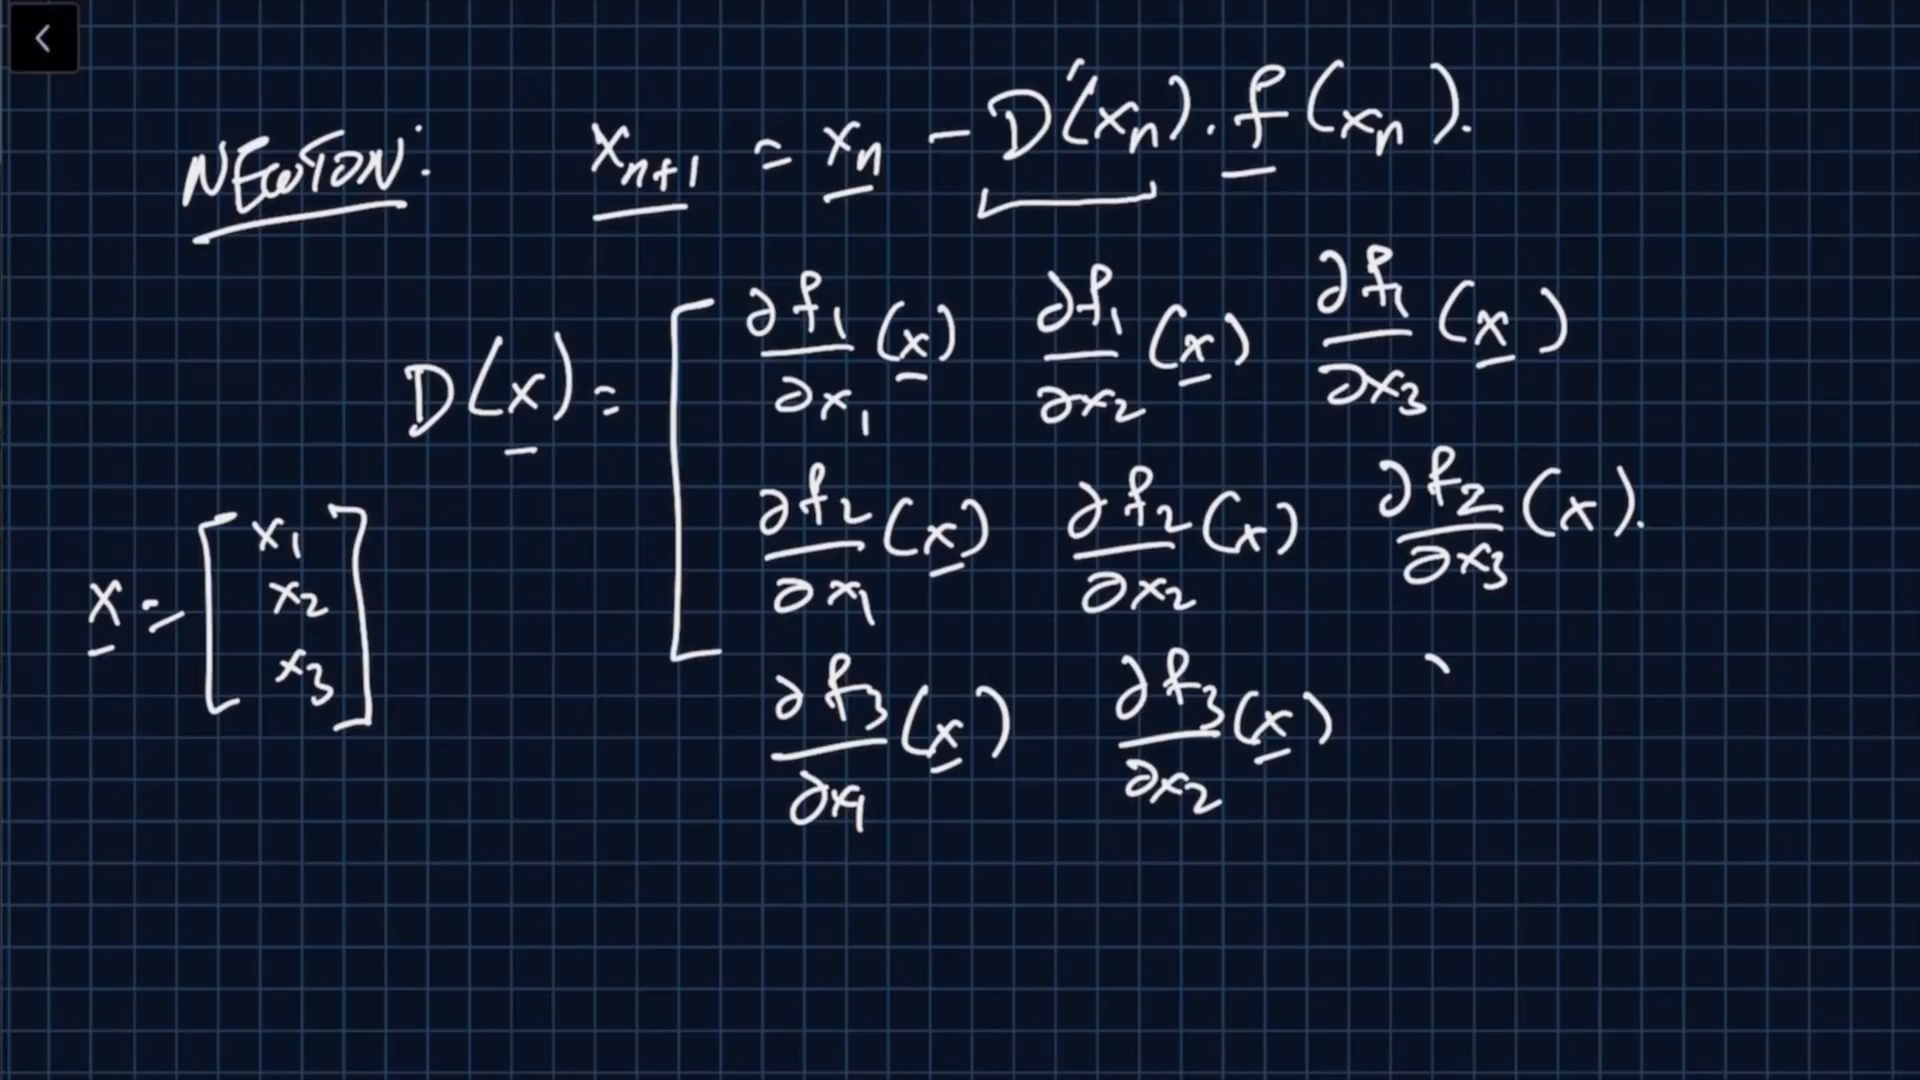 NEWTON: x_{n+1} = x_n - D'(x_n). f(x_n).
D(x) = [ ∂f1/∂x1 (x) ∂f1/∂x2 (x) ∂f1/∂x3 (x)
∂f2/∂x1 (x) ∂f2/∂x2 (x) ∂f2/∂x3 (x).
∂f3/∂x1 (x) ∂f3/∂x2 (x)
x = [ x1
x2
x3 ]